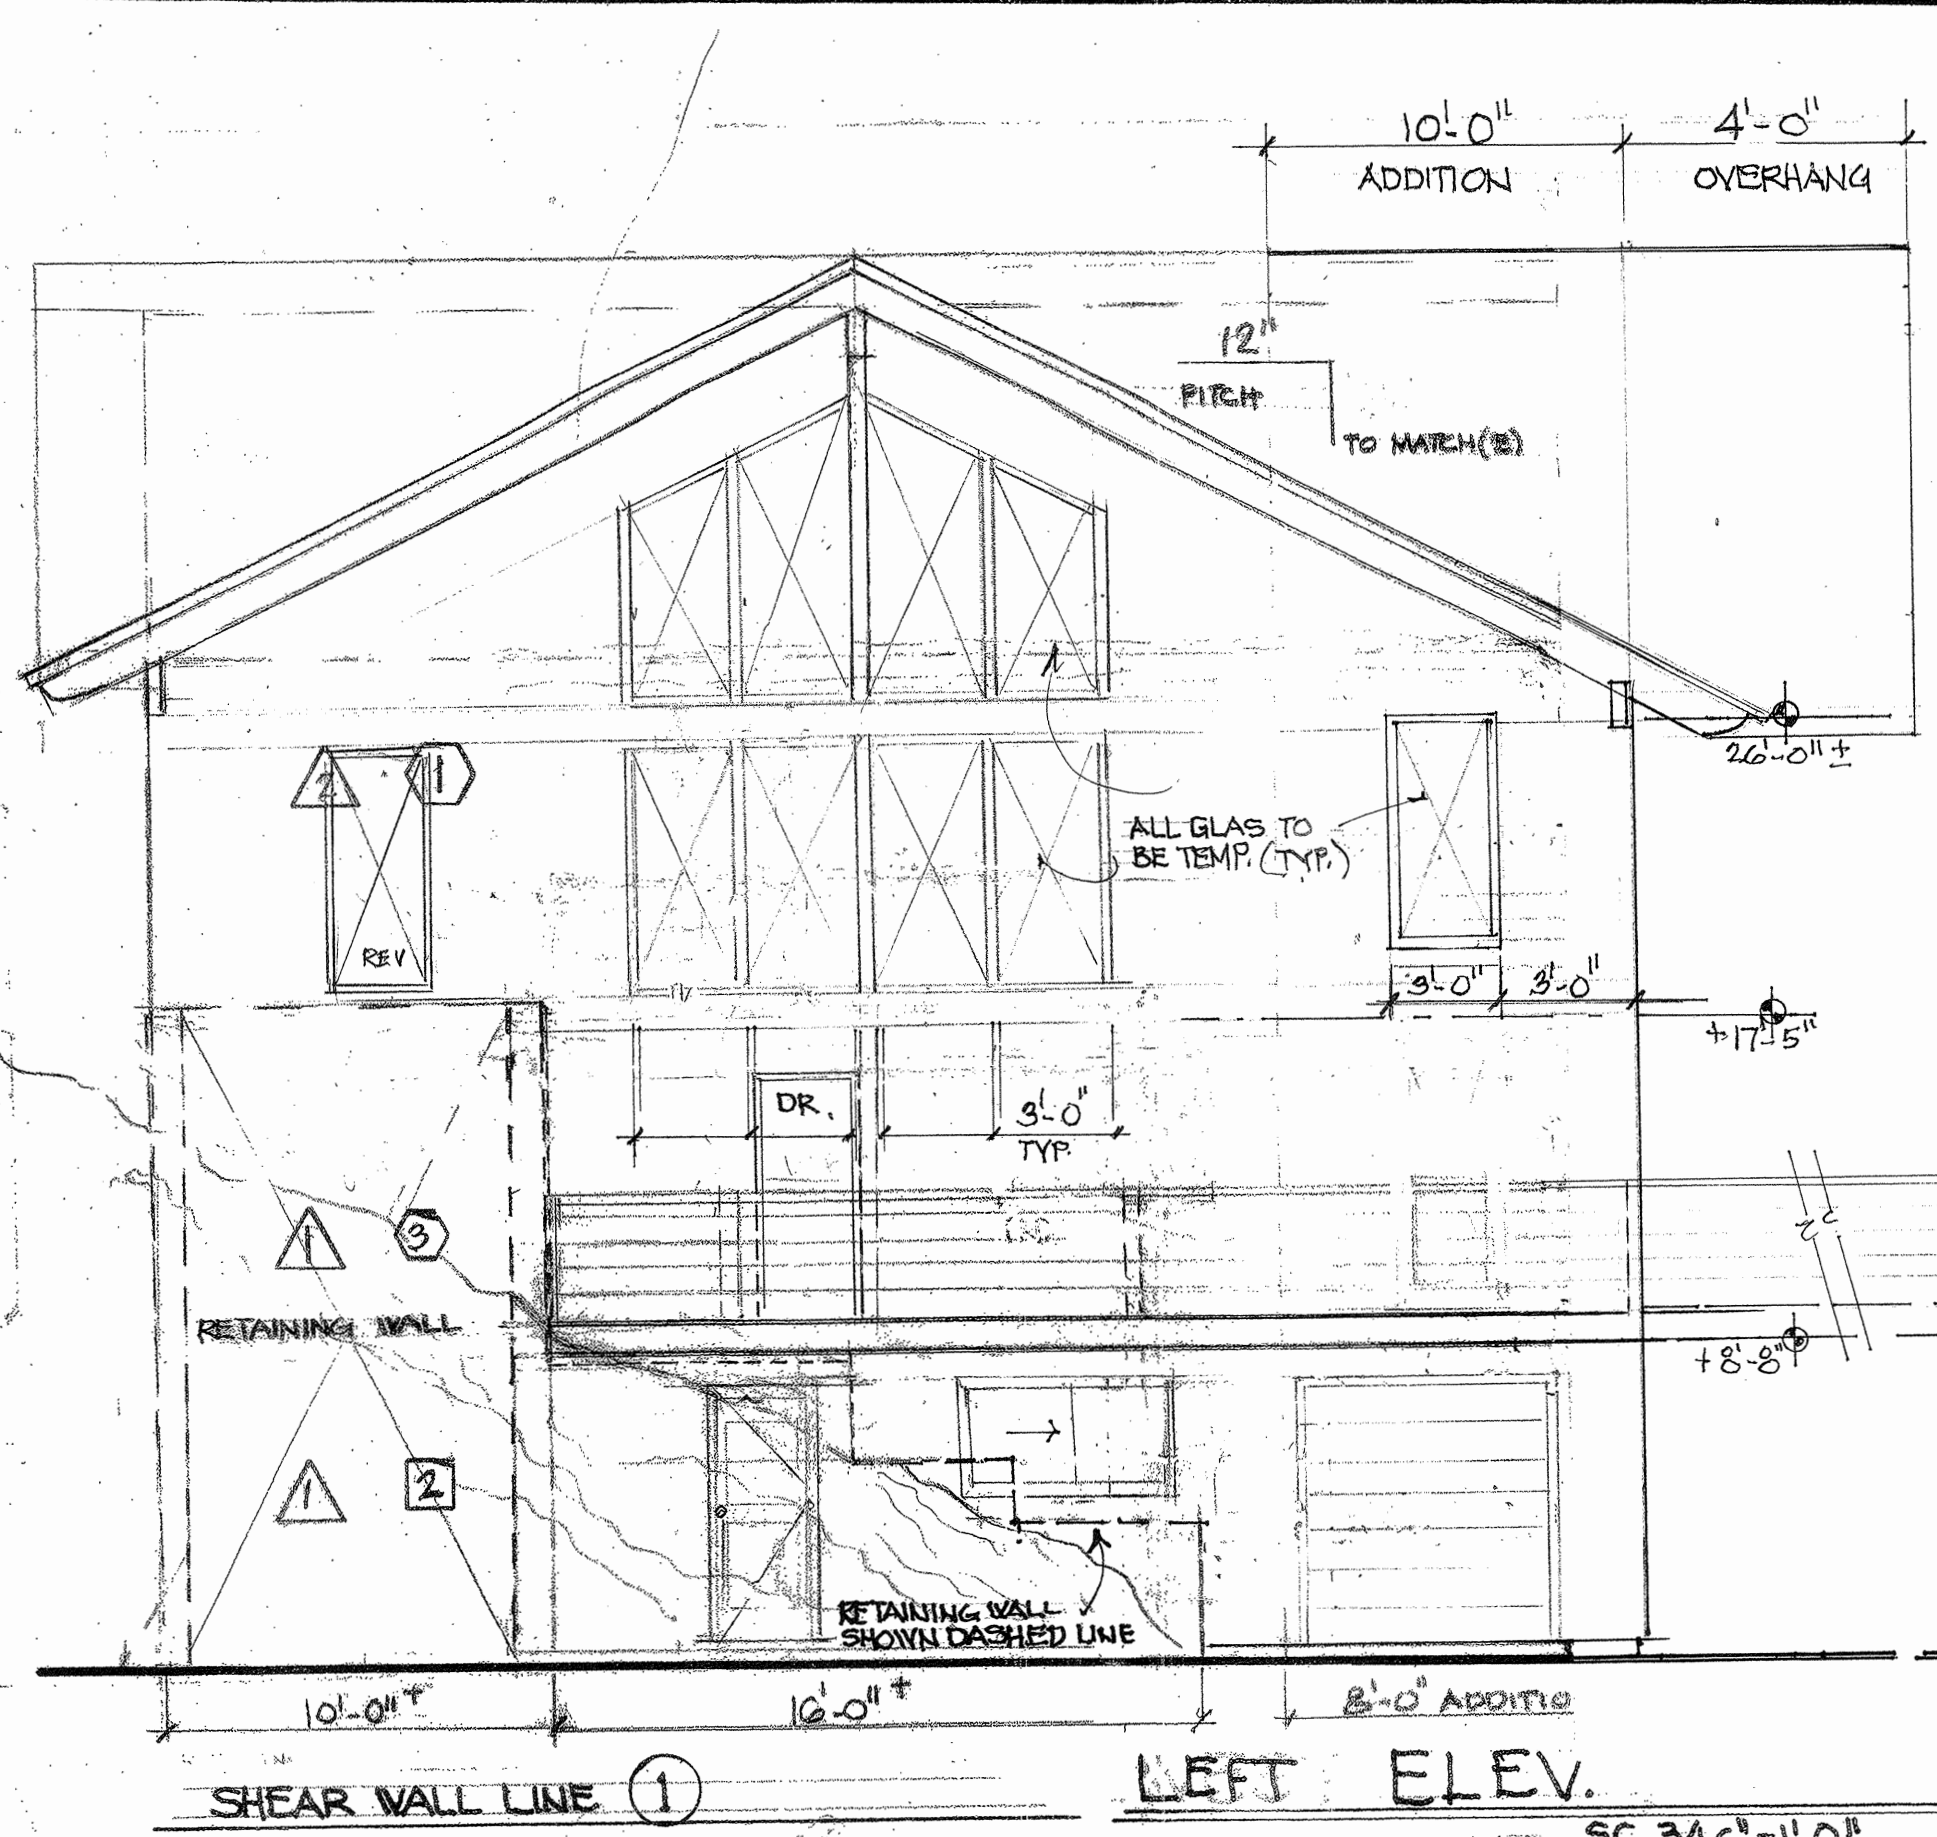 10'-0" 4'-0"
ADDITION OVERHANG
12"
PITCH
TO MATCH (E)
26'-0" ±
2 1
ALL GLAS TO
BE TEMP. (TYP.)
REV
3'-0" 3'-0"
+17'-5"
DR. 3'-0"
TYP.
1 3
RETAINING WALL
+8'-8"
1 2
RETAINING WALL
SHOWN DASHED LINE
10'-0" + 16'-0" + 8'-0" ADDITIO
SHEAR WALL LINE 1
LEFT ELEV.